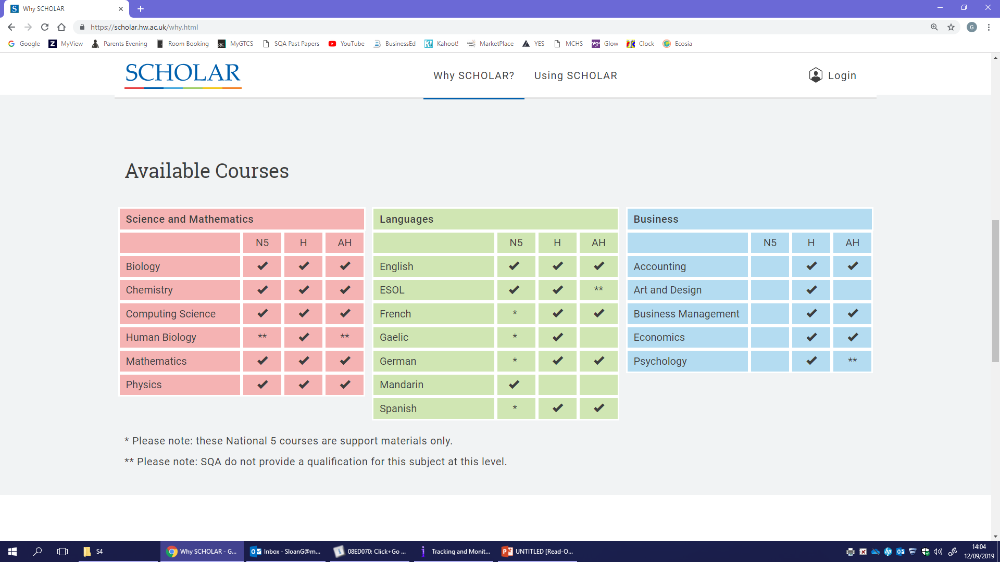 Why SCHOLAR
https://scholar.hw.ac.uk/why.html
G
Google MyView Parents Evening Room Booking MyGTCS SQA Past Papers YouTube BusinessEd Kahoot! MarketPlace YES MCHS Glow Clock Ecosia
SCHOLAR Why SCHOLAR? Using SCHOLAR Login
Available Courses
Science and Mathematics
N5 H AH
Biology ✔ ✔ ✔
Chemistry ✔ ✔ ✔
Computing Science ✔ ✔ ✔
Human Biology ** ✔ **
Mathematics ✔ ✔ ✔
Physics ✔ ✔ ✔
Languages
N5 H AH
English ✔ ✔ ✔
ESOL ✔ ✔ **
French * ✔ ✔
Gaelic * ✔
German * ✔ ✔
Mandarin ✔
Spanish * ✔ ✔
Business
N5 H AH
Accounting ✔ ✔
Art and Design ✔
Business Management ✔ ✔
Economics ✔ ✔
Psychology ✔ **
* Please note: these National 5 courses are support materials only.
** Please note: SQA do not provide a qualification for this subject at this level.
S4 Why SCHOLAR - G... Inbox - SloanG@m... 08ED070: Click+Go ... Tracking and Monit... UNTITLED [Read-O...
14:04
12/09/2019